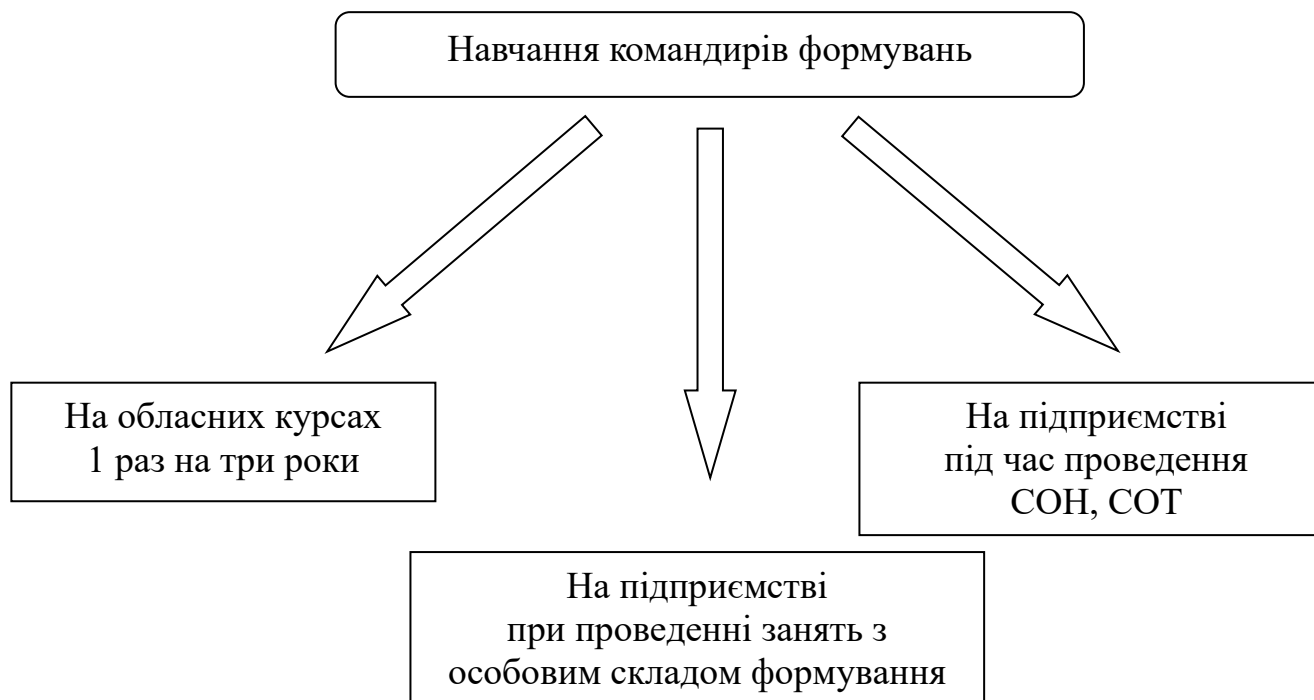 Навчання командирів формувань
На обласних курсах
1 раз на три роки
На підприємстві
при проведенні занять з
особовим складом формування
На підприємстві
під час проведення
СОН, СОТ